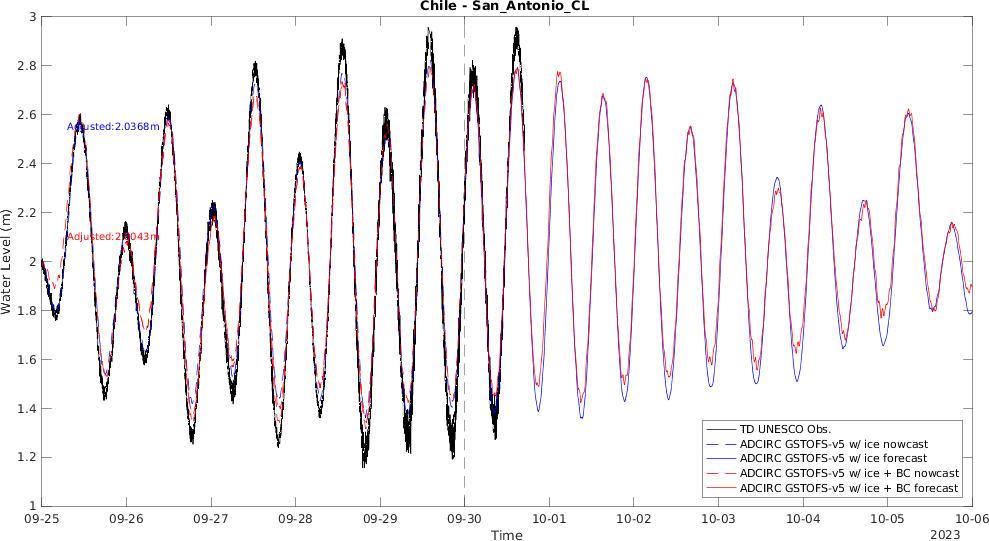 Chile - San_Antonio_CL
3
2.8
2.6
2.4
2.2
2
1.8
1.6
1.4
1.2
1
Water Level (m)
Adjusted:2.0368m
TD UNESCO Obs.
ADCIRC GSTOFS-v5 w/ ice nowcast
ADCIRC GSTOFS-v5 w/ ice forecast
ADCIRC GSTOFS-v5 w/ ice + BC nowcast
ADCIRC GSTOFS-v5 w/ ice + BC forecast
09-25
09-26
09-27
09-28
09-29
09-30
10-01
10-02
10-03
10-04
10-05
10-06
Time
2023